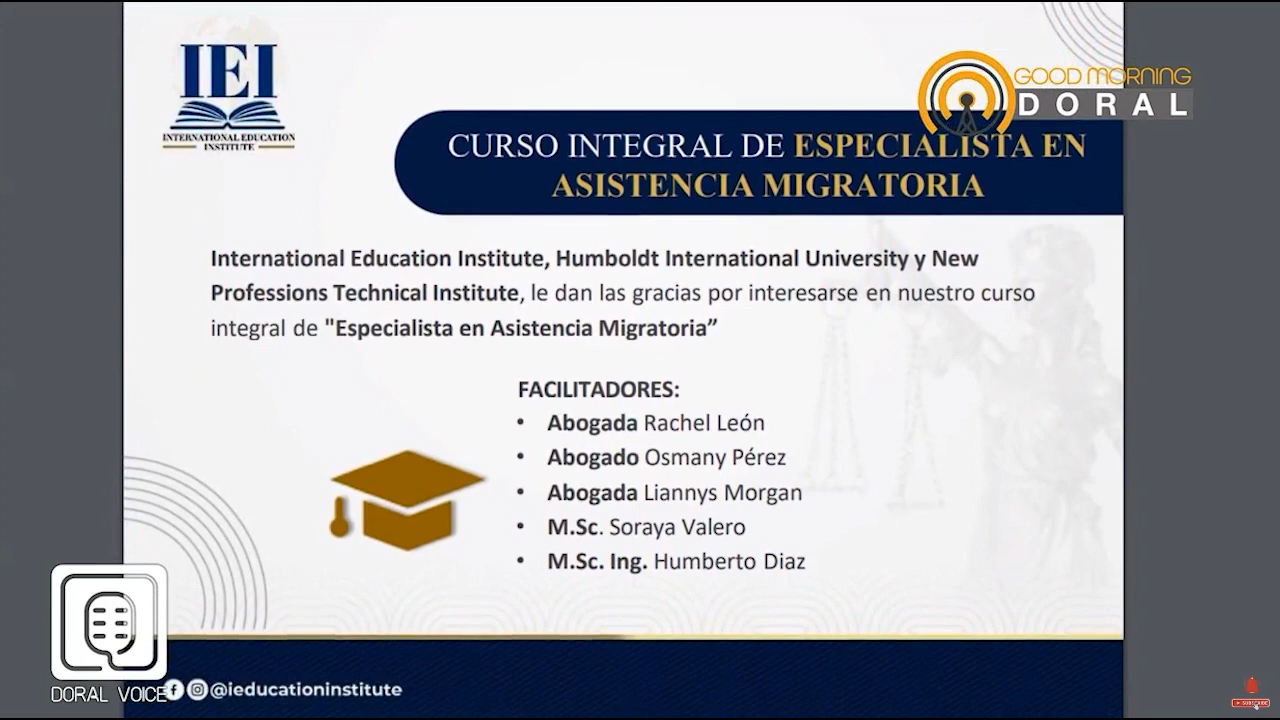 IEI
INTERNATIONAL EDUCATION
INSTITUTE
GOOD MORNING
DORAL
CURSO INTEGRAL DE ESPECIALISTA EN
ASISTENCIA MIGRATORIA
International Education Institute, Humboldt International University y New
Professions Technical Institute, le dan las gracias por interesarse en nuestro curso
integral de "Especialista en Asistencia Migratoria”
FACILITADORES:
• Abogada Rachel León
• Abogado Osmany Pérez
• Abogada Liannys Morgan
• M.Sc. Soraya Valero
• M.Sc. Ing. Humberto Diaz
DORAL VOICE
@ieducationinstitute
SUBSCRIBE